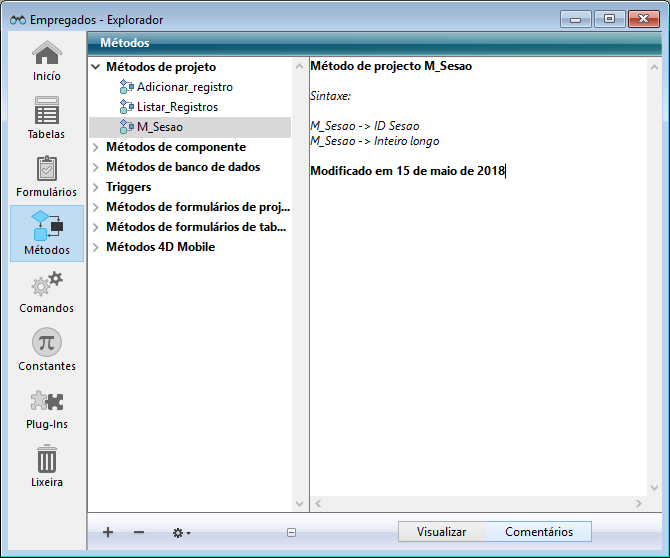 Empregados - Explorador
Inicío
Tabelas
Formulários
Métodos
Comandos
Constantes
Plug-Ins
Lixeira
Métodos
Métodos de projeto
Adicionar_registro
Listar_Registros
M_Sesao
Métodos de componente
Métodos de banco de dados
Triggers
Métodos de formulários de proj...
Métodos de formulários de tab...
Métodos 4D Mobile
Método de projecto M_Sesao
Sintaxe:
M_Sesao -> ID Sesao
M_Sesao -> Inteiro longo
Modificado em 15 de maio de 2018
Visualizar
Comentários